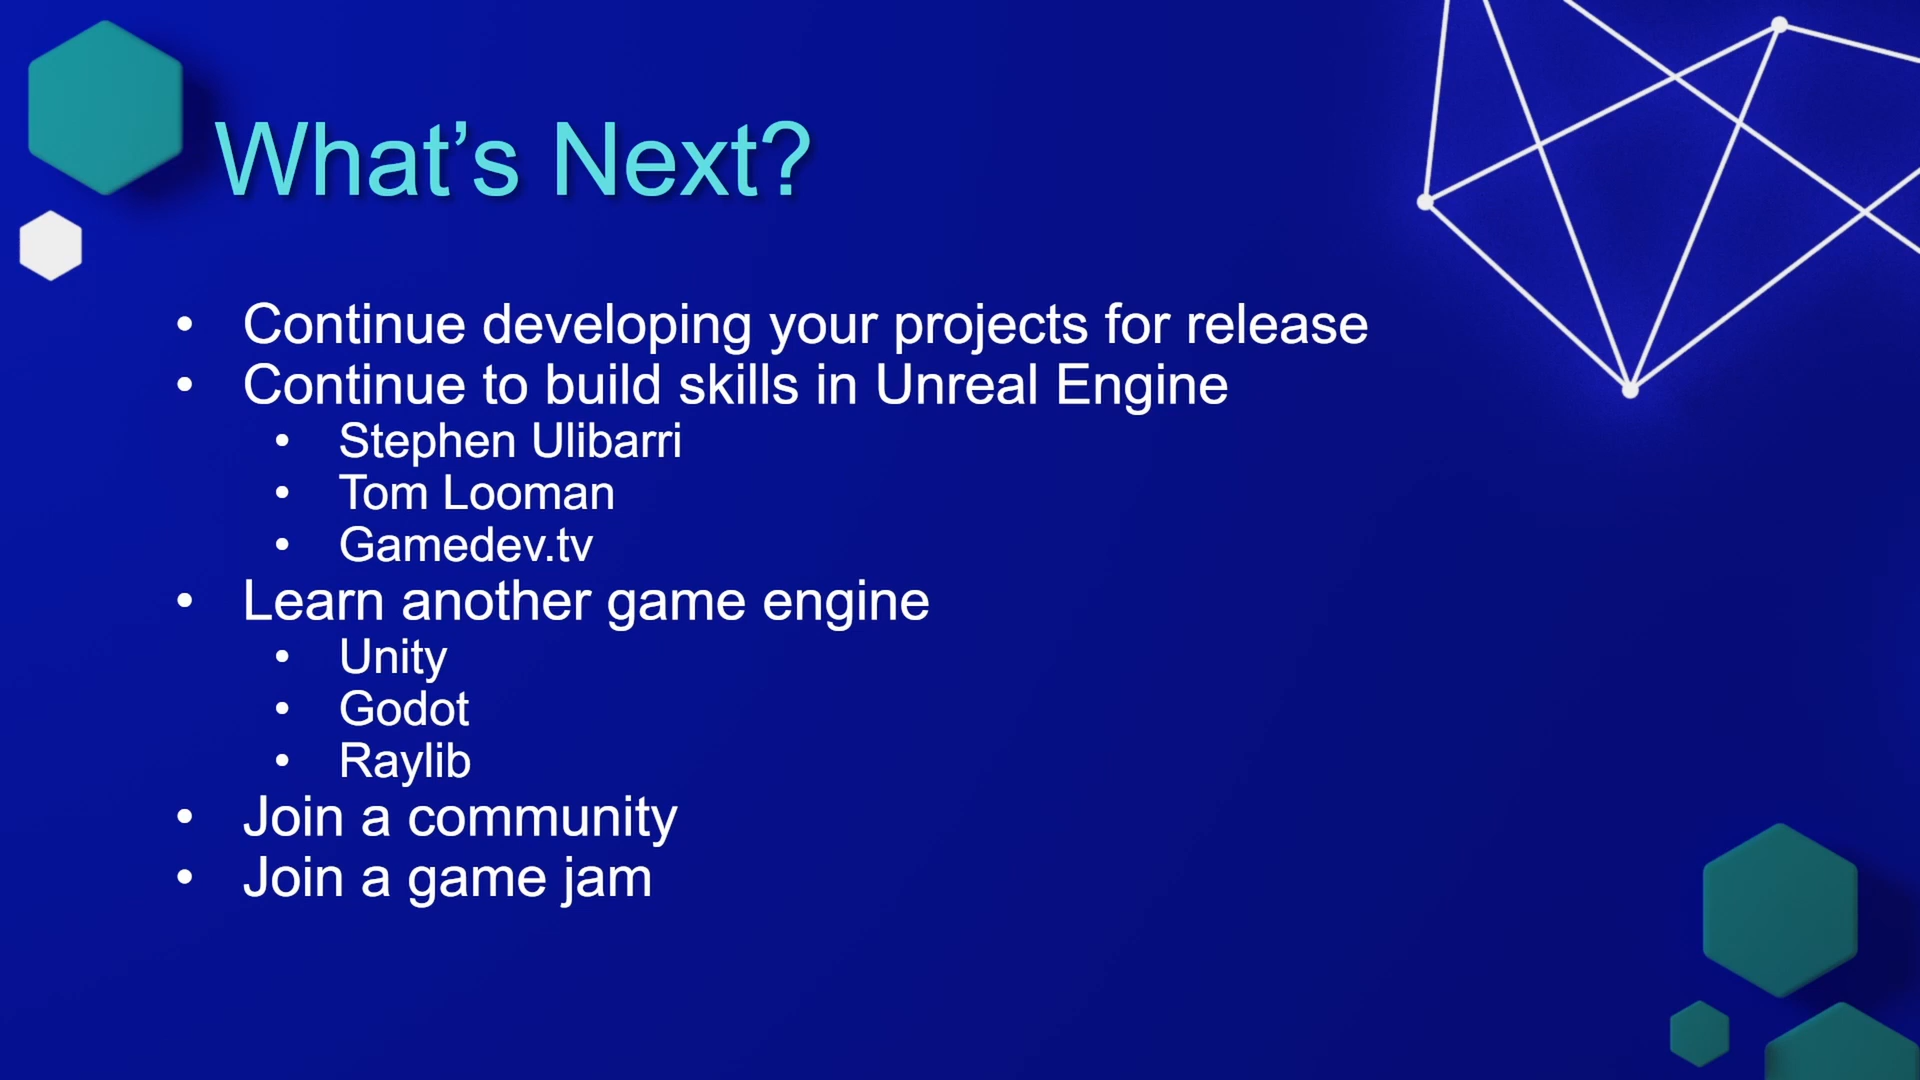 What’s Next?
• Continue developing your projects for release
• Continue to build skills in Unreal Engine
• Stephen Ulibarri
• Tom Looman
• Gamedev.tv
• Learn another game engine
• Unity
• Godot
• Raylib
• Join a community
• Join a game jam